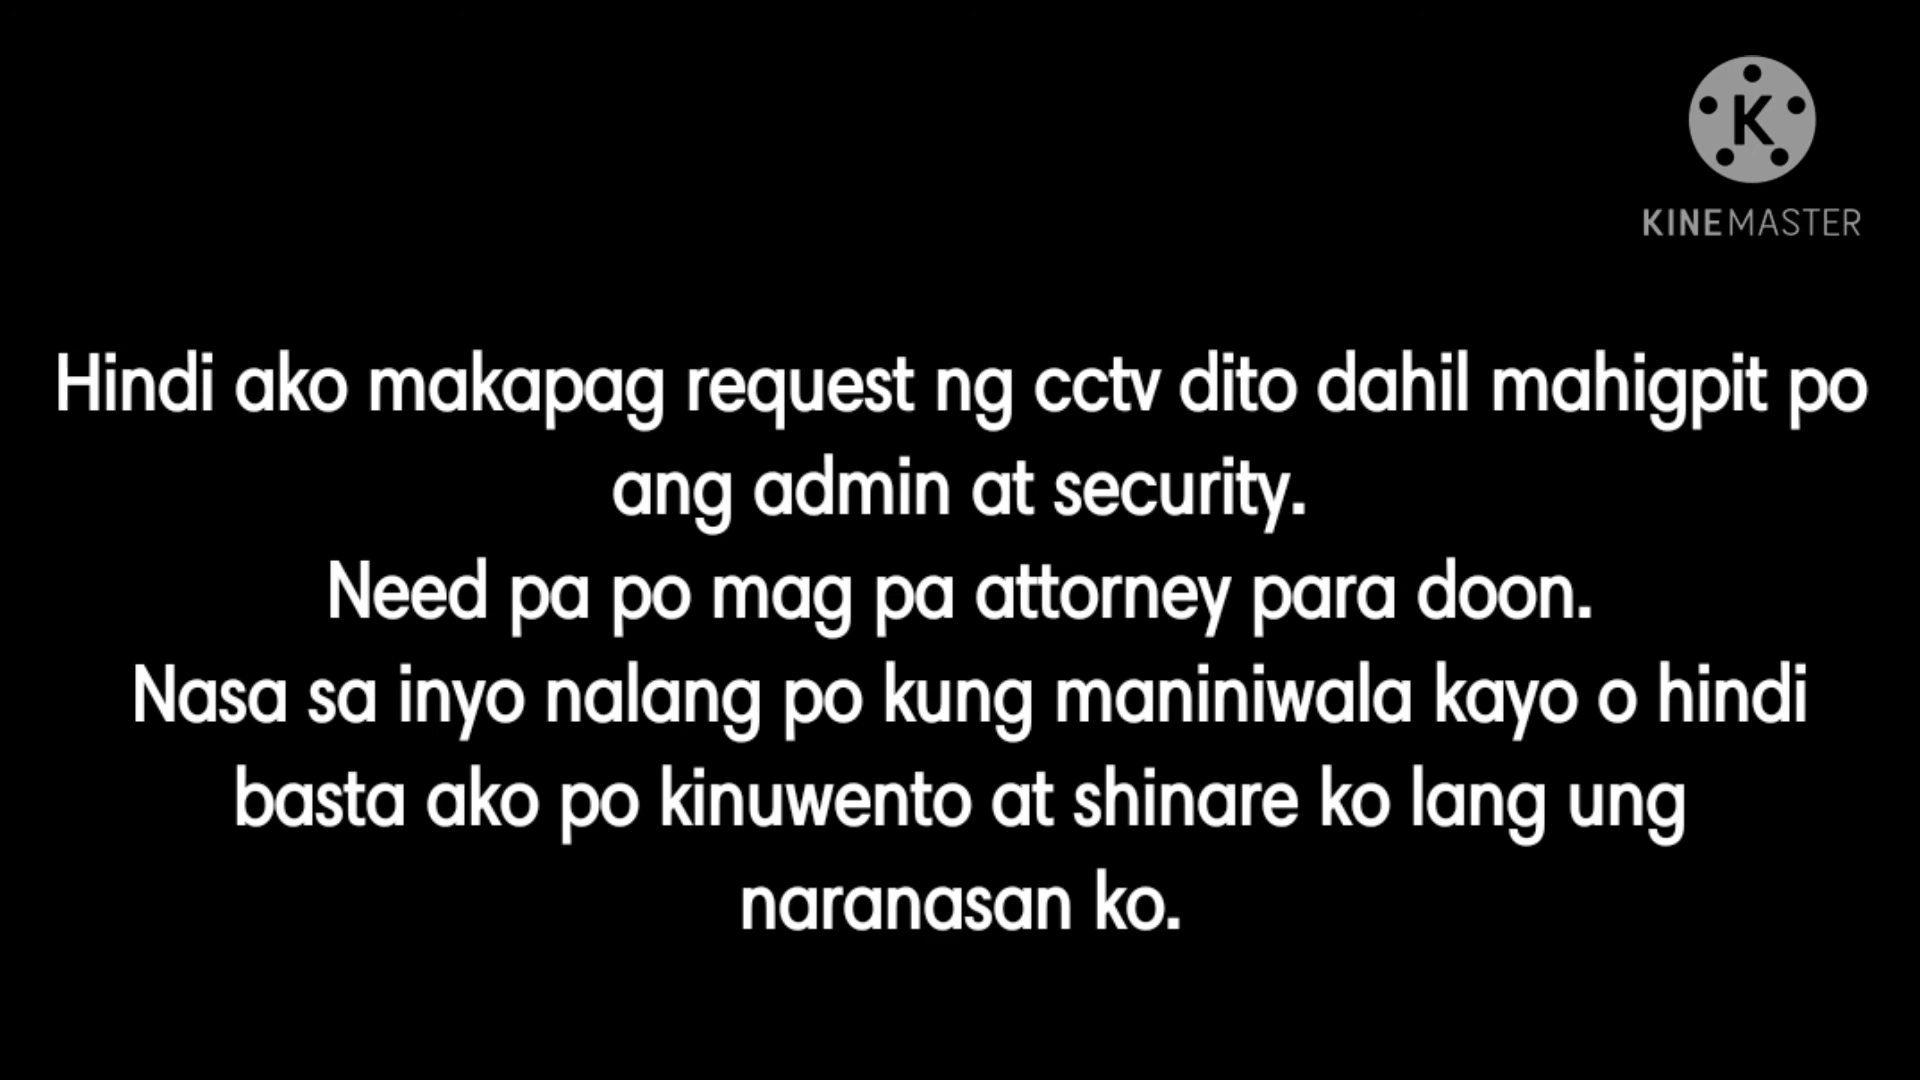 K
KINEMASTER
Hindi ako makapag request ng cctv dito dahil mahigpit po
ang admin at security.
Need pa po mag pa attorney para doon.
Nasa sa inyo nalang po kung maniniwala kayo o hindi
basta ako po kinuwento at shinare ko lang ung
naranasan ko.